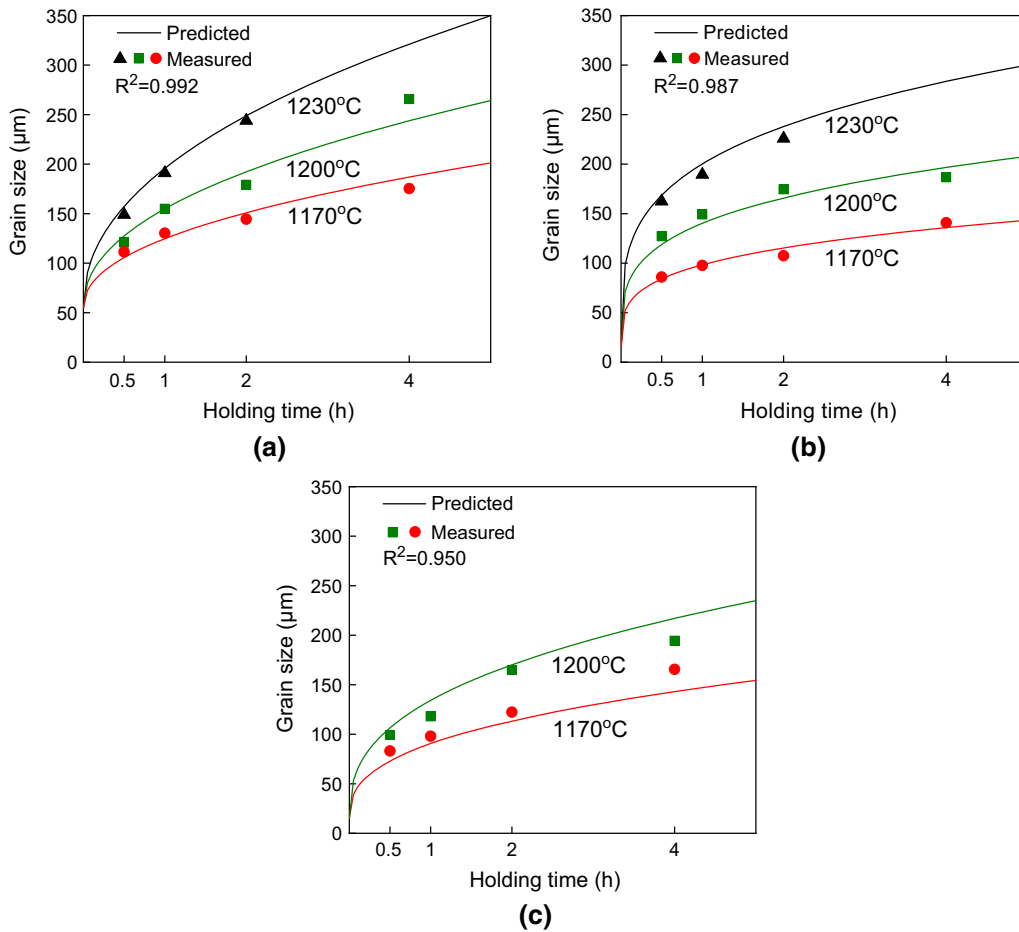 350
300
250
200
150
100
50
0
Grain size (µm)
Predicted
Measured
R²=0.992
1230°C
1200°C
1170°C
0.5 1 2 4
Holding time (h)
(a)
350
300
250
200
150
100
50
0
Grain size (µm)
Predicted
Measured
R²=0.987
1230°C
1200°C
1170°C
0.5 1 2 4
Holding time (h)
(b)
350
300
250
200
150
100
50
0
Grain size (µm)
Predicted
Measured
R²=0.950
1200°C
1170°C
0.5 1 2 4
Holding time (h)
(c)